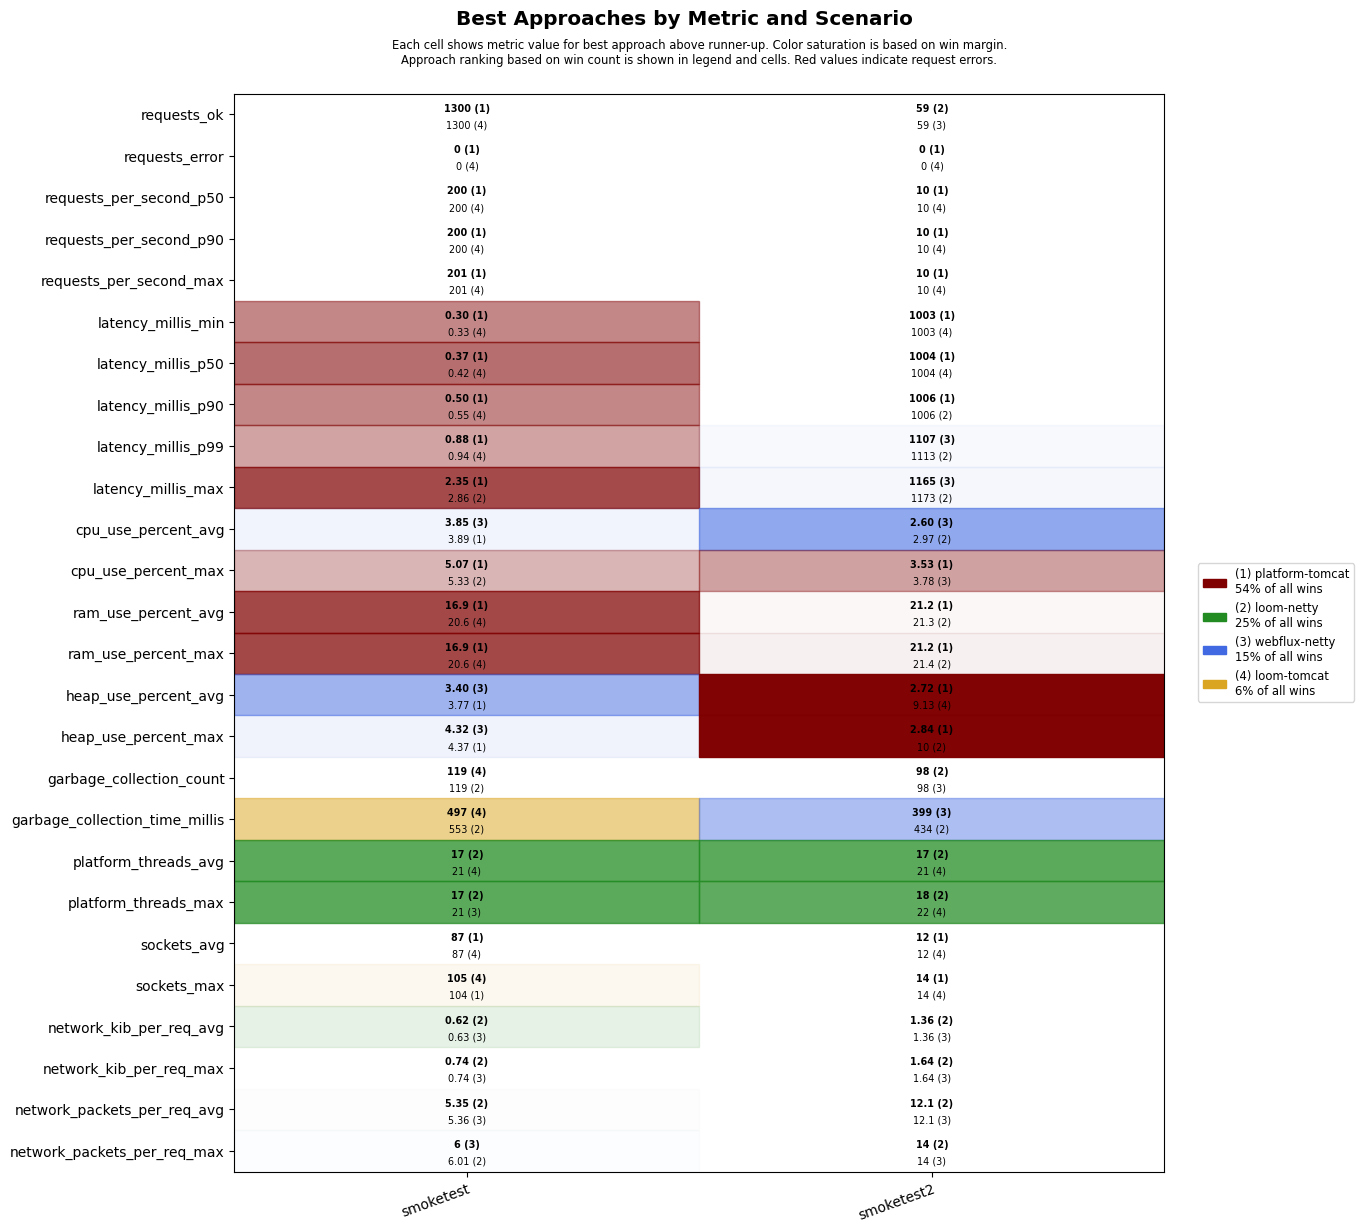 Best Approaches by Metric and Scenario
Each cell shows metric value for best approach above runner-up. Color saturation is based on win margin.
Approach ranking based on win count is shown in legend and cells. Red values indicate request errors.
requests_ok
1300 (1)
1300 (4)
59 (2)
59 (3)
requests_error
0 (1)
0 (4)
0 (1)
0 (4)
requests_per_second_p50
200 (1)
200 (4)
10 (1)
10 (4)
requests_per_second_p90
200 (1)
200 (4)
10 (1)
10 (4)
requests_per_second_max
201 (1)
201 (4)
10 (1)
10 (4)
latency_millis_min
0.30 (1)
0.33 (4)
1003 (1)
1003 (4)
latency_millis_p50
0.37 (1)
0.42 (4)
1004 (1)
1004 (4)
latency_millis_p90
0.50 (1)
0.55 (4)
1006 (1)
1006 (2)
latency_millis_p99
0.88 (1)
0.94 (4)
1107 (3)
1113 (2)
latency_millis_max
2.35 (1)
2.86 (2)
1165 (3)
1173 (2)
cpu_use_percent_avg
3.85 (3)
3.89 (1)
2.60 (3)
2.97 (2)
cpu_use_percent_max
5.07 (1)
5.33 (2)
3.53 (1)
3.78 (3)
ram_use_percent_avg
16.9 (1)
20.6 (4)
21.2 (1)
21.3 (2)
ram_use_percent_max
16.9 (1)
20.6 (4)
21.2 (1)
21.4 (2)
heap_use_percent_avg
3.40 (3)
3.77 (1)
2.72 (1)
9.13 (4)
heap_use_percent_max
4.32 (3)
4.37 (1)
2.84 (1)
10 (2)
garbage_collection_count
119 (4)
119 (2)
98 (2)
98 (3)
garbage_collection_time_millis
497 (4)
553 (2)
399 (3)
434 (2)
platform_threads_avg
17 (2)
21 (4)
17 (2)
21 (4)
platform_threads_max
17 (2)
21 (3)
18 (2)
22 (4)
sockets_avg
87 (1)
87 (4)
12 (1)
12 (4)
sockets_max
105 (4)
104 (1)
14 (1)
14 (4)
network_kib_per_req_avg
0.62 (2)
0.63 (3)
1.36 (2)
1.36 (3)
network_kib_per_req_max
0.74 (2)
0.74 (3)
1.64 (2)
1.64 (3)
network_packets_per_req_avg
5.35 (2)
5.36 (3)
12.1 (2)
12.1 (3)
network_packets_per_req_max
6 (3)
6.01 (2)
14 (2)
14 (3)
smoketest
smoketest2
(1) platform-tomcat
54% of all wins
(2) loom-netty
25% of all wins
(3) webflux-netty
15% of all wins
(4) loom-tomcat
6% of all wins